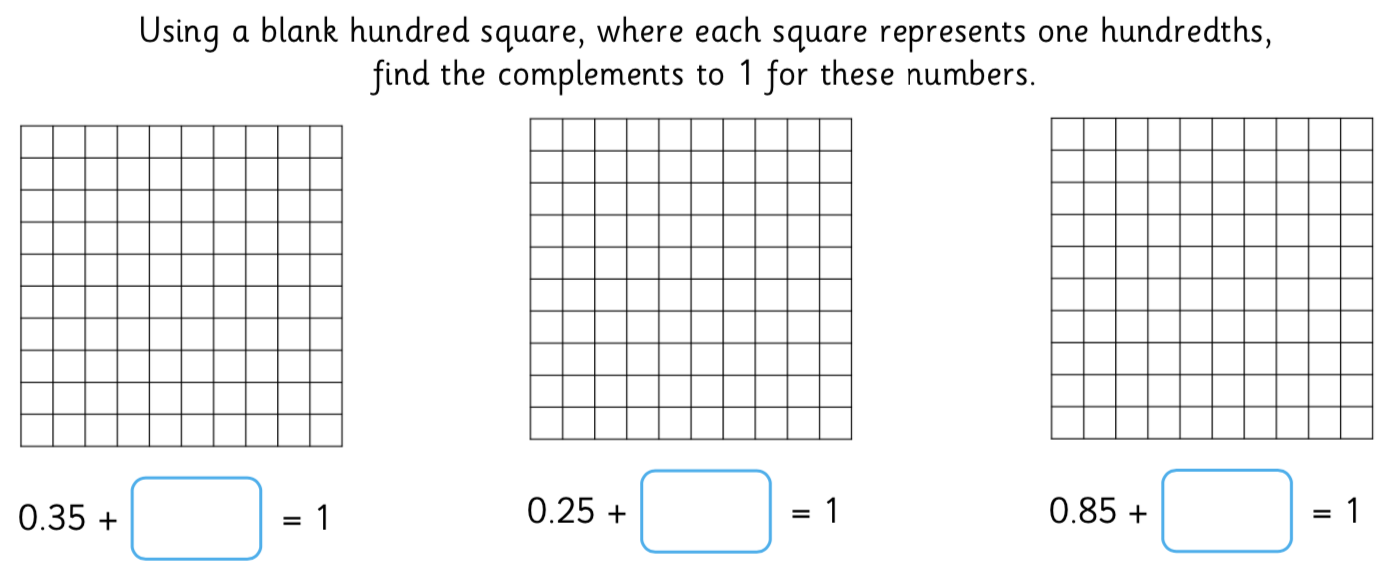 Using a blank hundred square, where each square represents one hundredths,
find the complements to 1 for these numbers.
0.35 + = 1
0.25 + = 1
0.85 + = 1